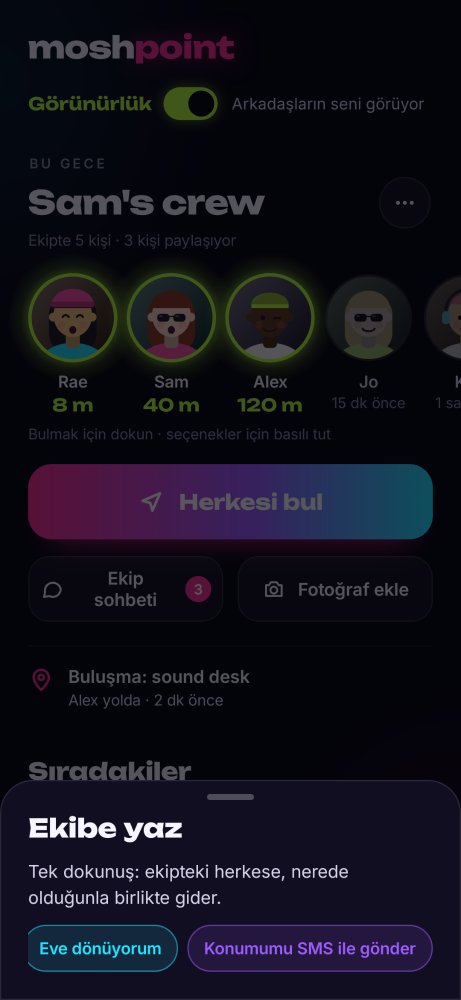 moshpoint
Görünürlük
Arkadaşların seni görüyor
BU GECE
Sam's crew
Ekipte 5 kişi · 3 kişi paylaşıyor
Rae
Sam
Alex
Jo
8 m
40 m
120 m
15 dk önce
Bulmak için dokun · seçenekler için basılı tut
Herkesi bul
Ekip
sohbeti
3
Fotoğraf ekle
Buluşma: sound desk
Alex yolda · 2 dk önce
Sıradakiler
Ekibe yaz
Tek dokunuş: ekipteki herkese, nerede
olduğunla birlikte gider.
Eve dönüyorum
Konumumu SMS ile gönder